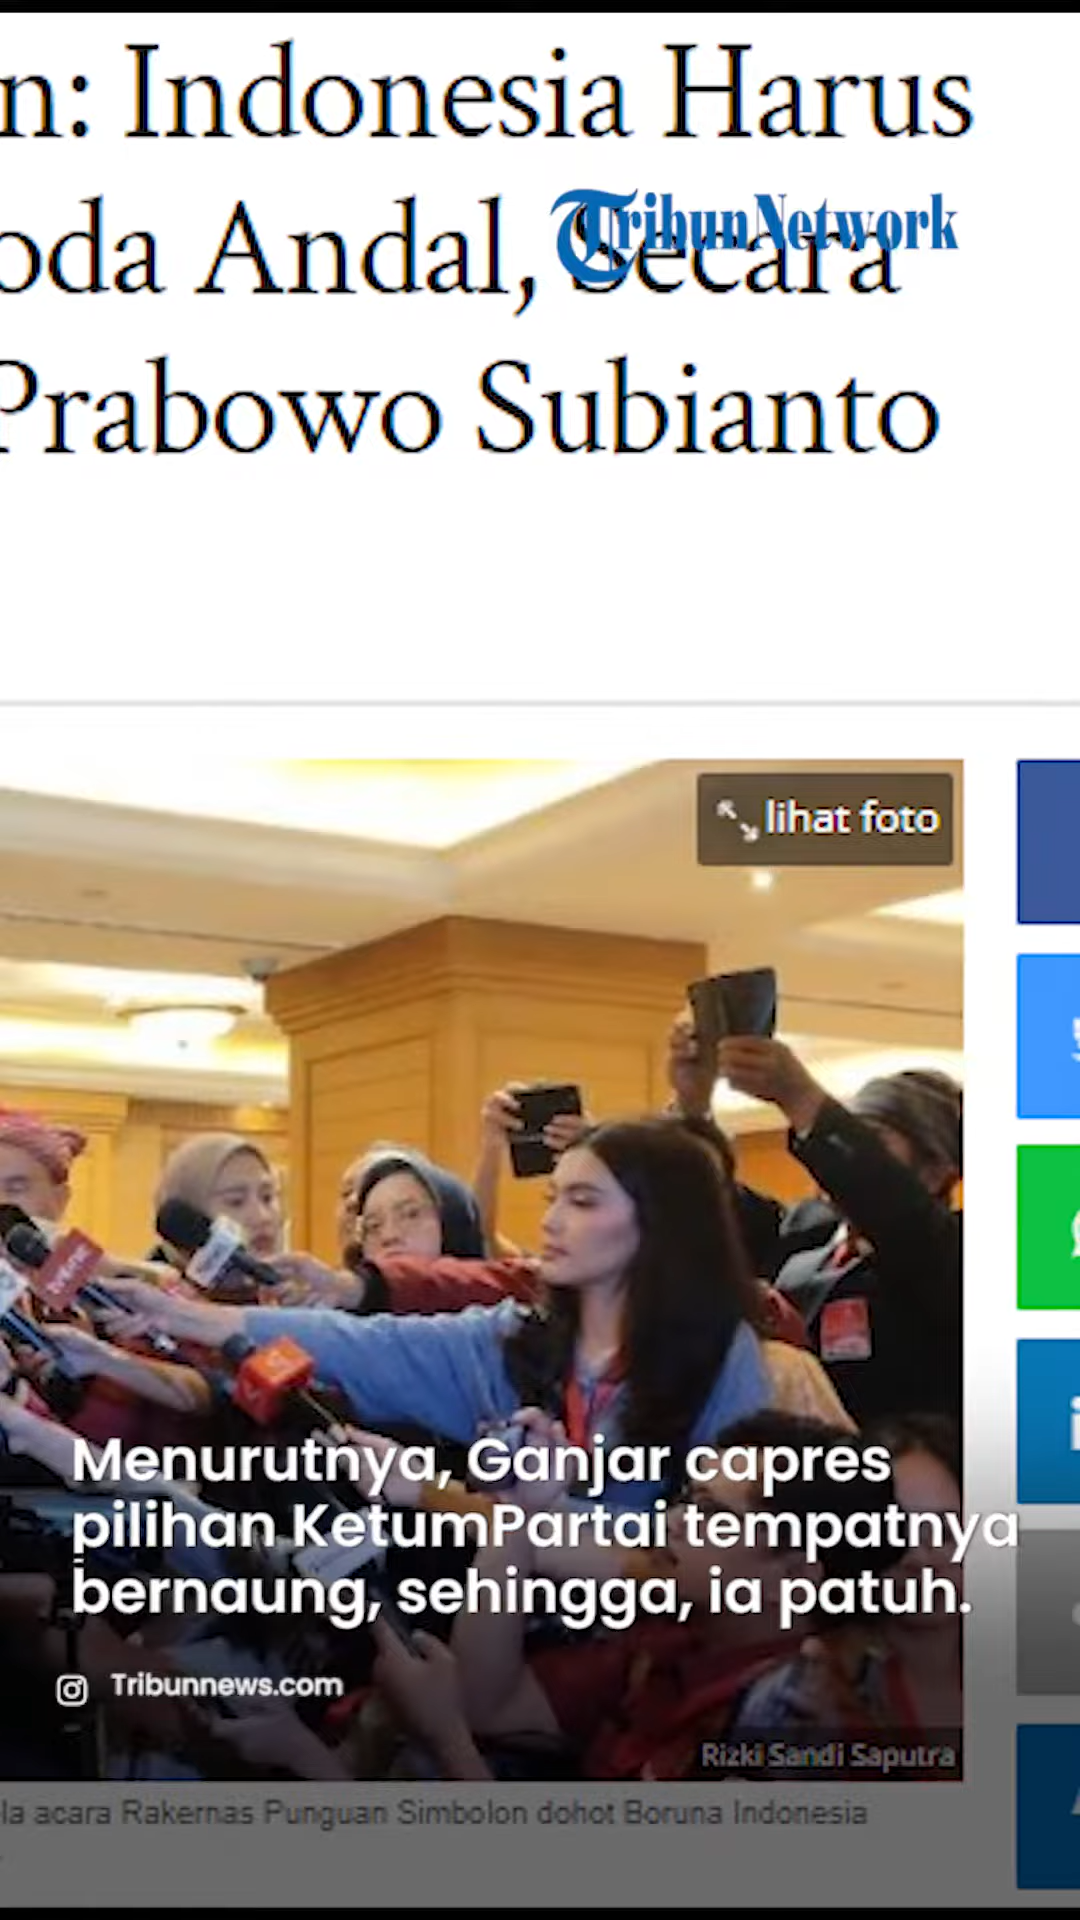 n: Indonesia Harus
oda Andal, Secara
TribunNetwork
Prabowo Subianto
lihat foto
Menurutnya, Ganjar capres
pilihan KetumPartai tempatnya
bernaung, sehingga, ia patuh.
Tribunnews.com
Rizki Sandi Saputra
la acara Rakernas Punguan Simbolon dohot Boruna Indonesia